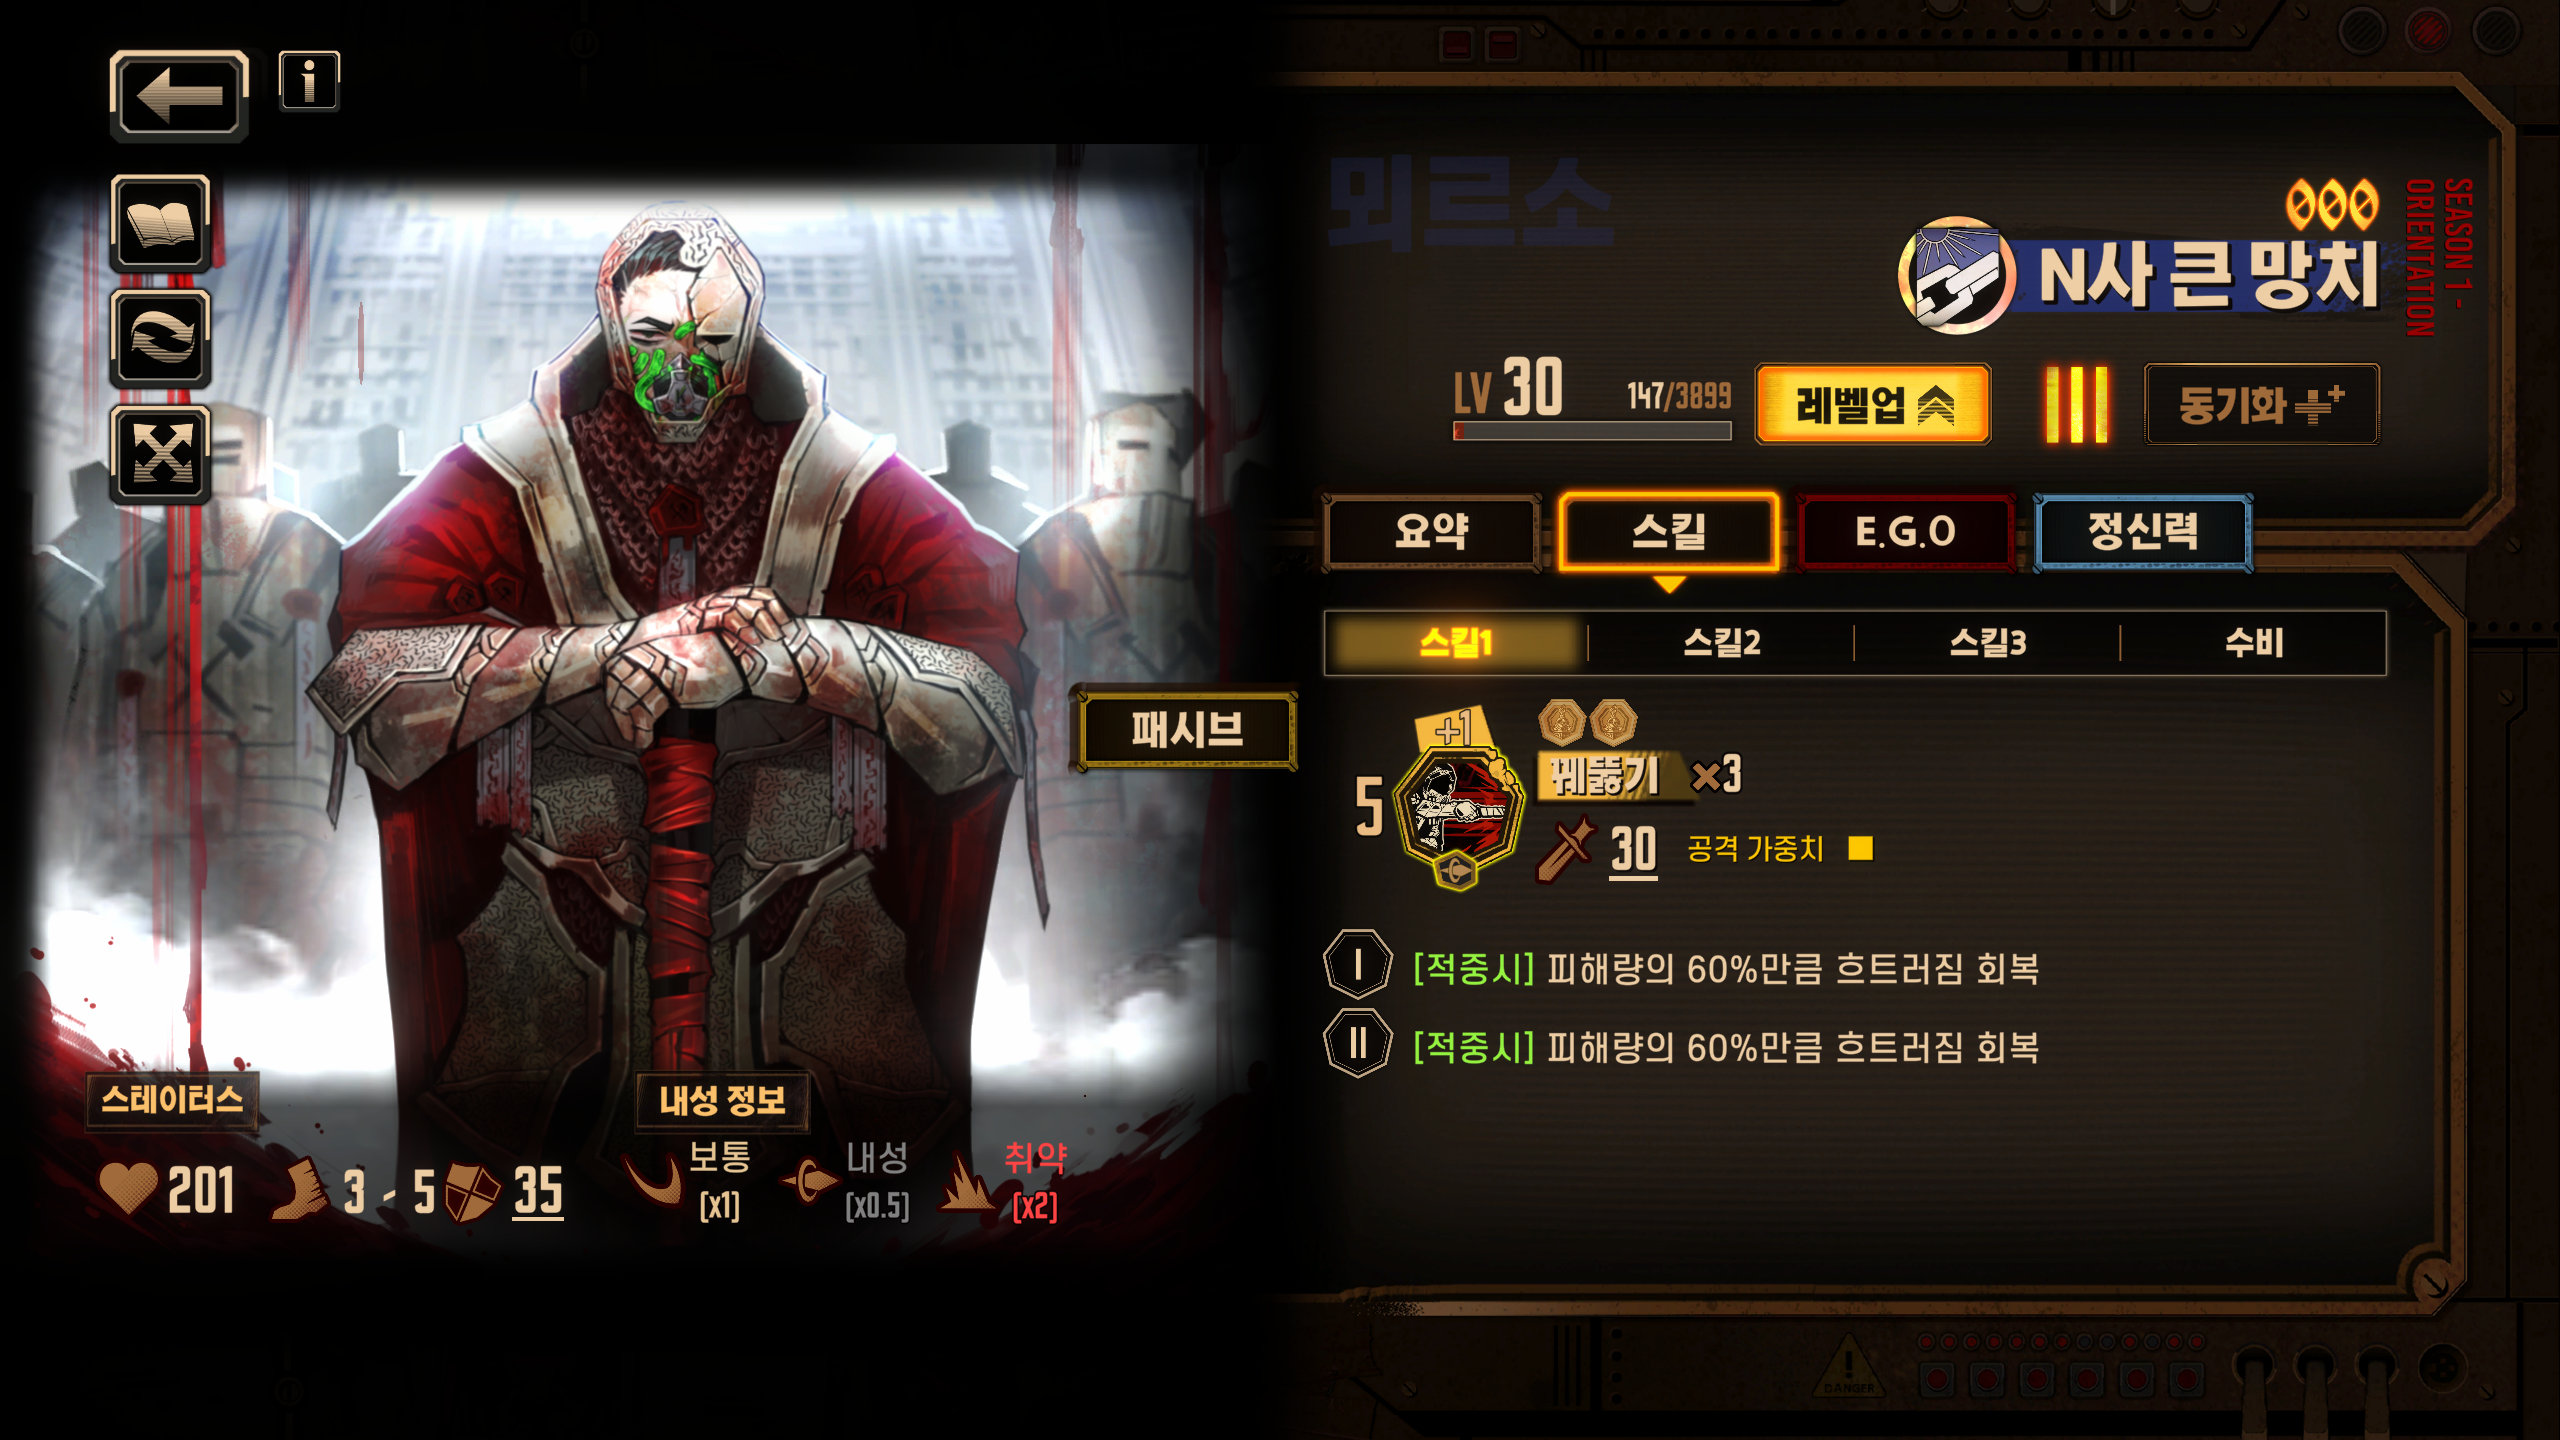 뫼르소
SEASON 1 -
ORIENTATION
N사 큰 망치
LV 30
147/3899
레벨업
동기화
요약
스킬
E.G.O
정신력
스킬1
스킬2
스킬3
수비
패시브
+1
5
꿰뚫기 ×3
30 공격 가중치
I [적중시] 피해량의 60%만큼 흐트러짐 회복
II [적중시] 피해량의 60%만큼 흐트러짐 회복
스테이터스
201 3 - 5 35
내성 정보
보통
[x1]
내성
[x0.5]
취약
[x2]
DANGER